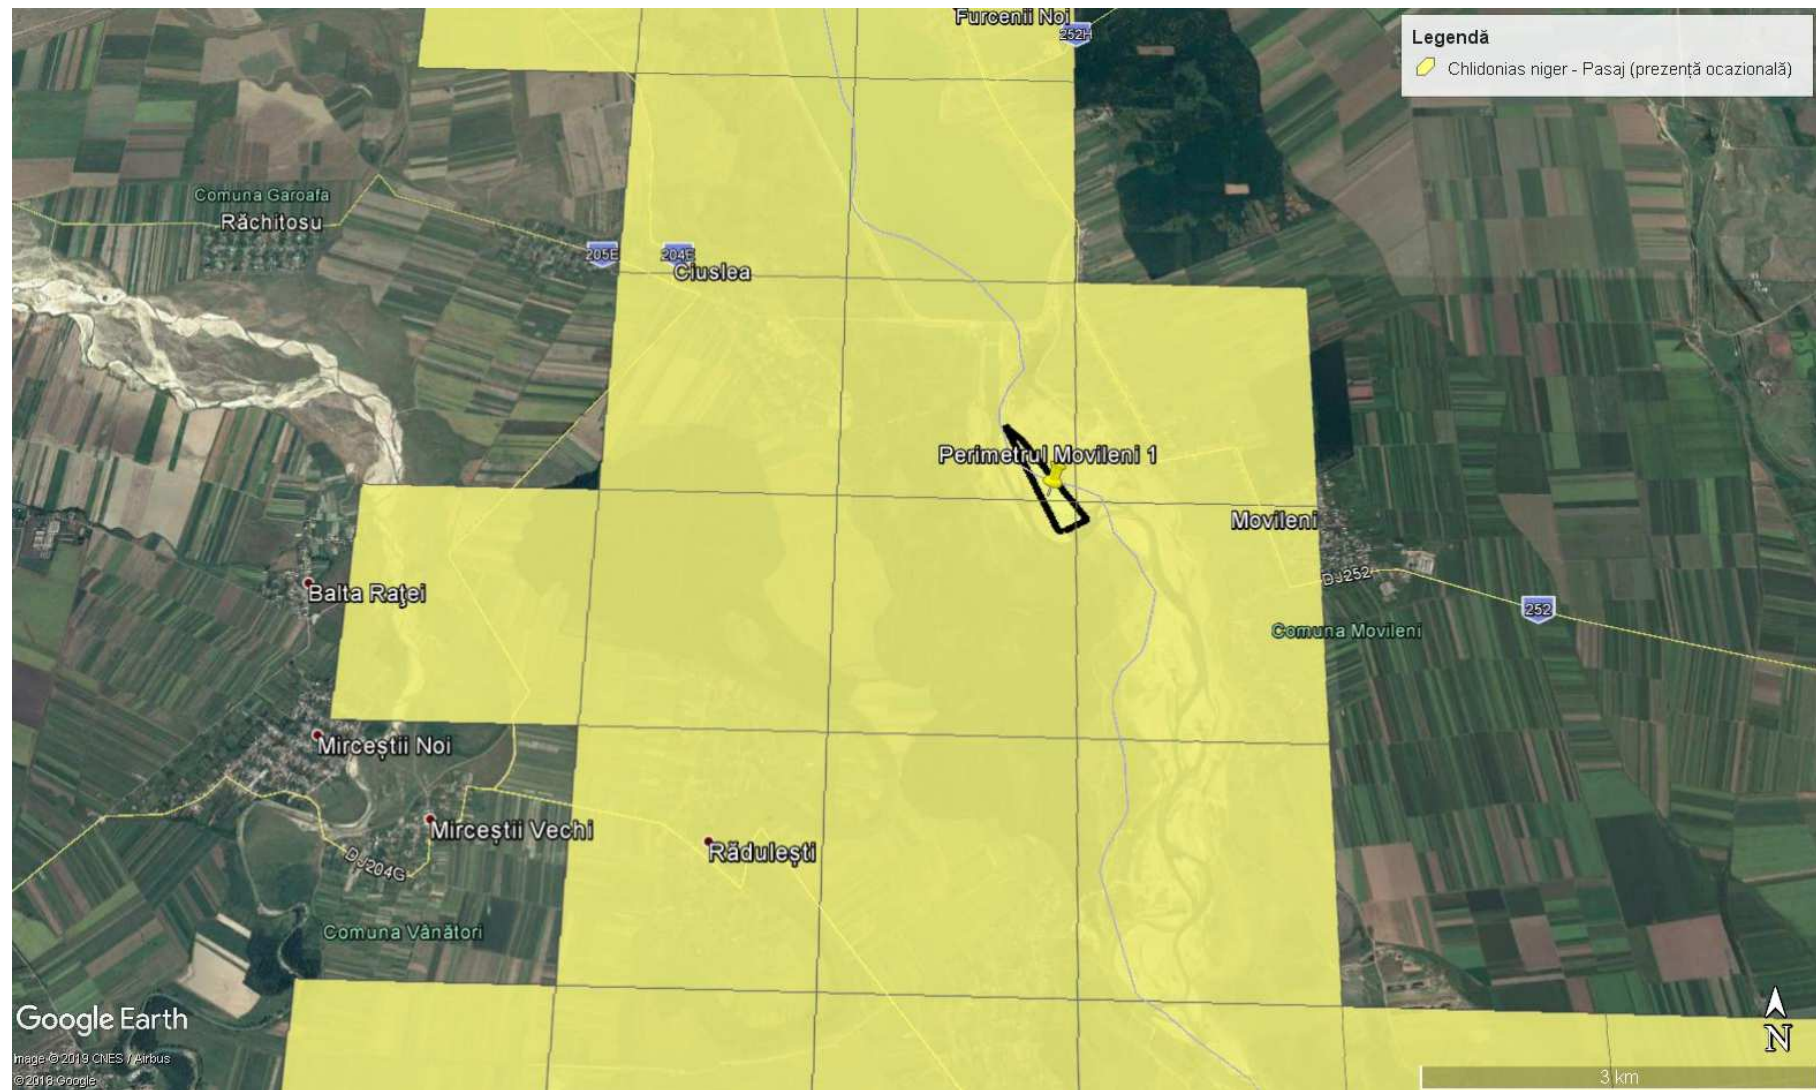 Furcenii Noi
252H
Legendă
Chlidonias niger - Pasaj (prezență ocazională)
Comuna Garoafa
Răchitosu
205E
204E
Ciuslea
Perimetrul Movileni 1
Movileni
DJ252
252
Balta Raţei
Comuna Movileni
Mirceștii Noi
Mirceștii Vechi
Rădulești
DJ204G
Comuna Vânători
Google Earth
Image © 2019 CNES / Airbus
© 2018 Google
N
3 km